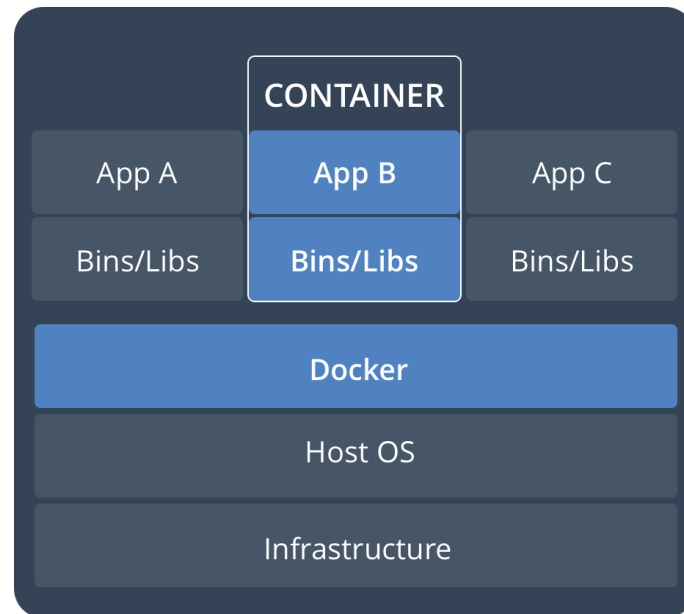 CONTAINER
App A
App B
App C
Bins/Libs
Bins/Libs
Bins/Libs
Docker
Host OS
Infrastructure